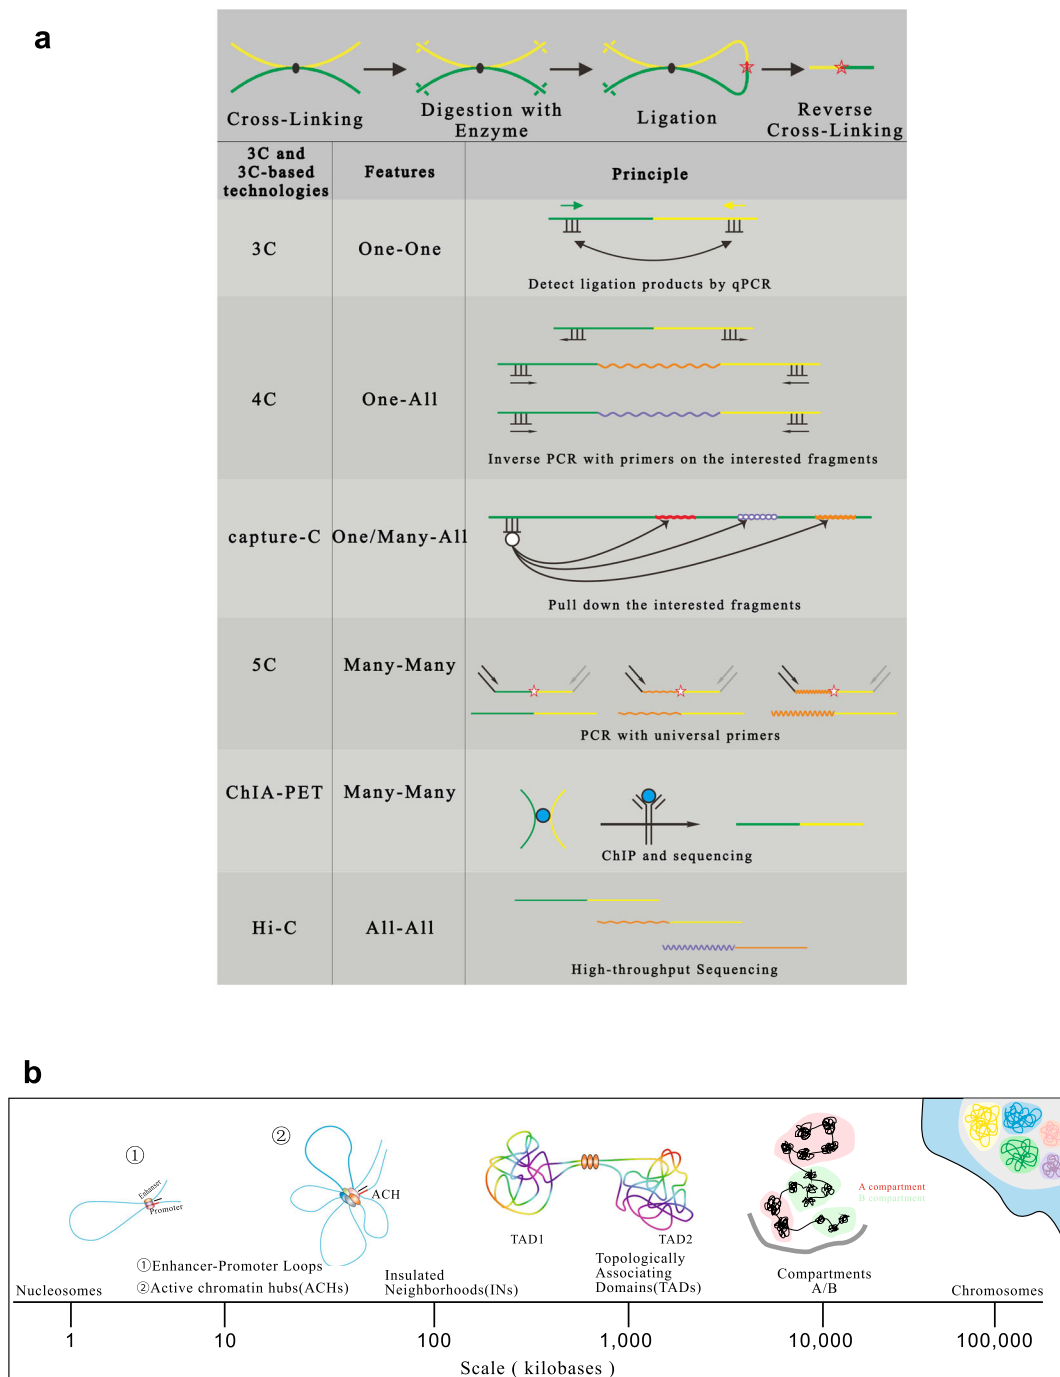 a
Cross-Linking
Digestion with
Enzyme
Ligation
Reverse
Cross-Linking
3C and
3C-based
technologies
Features
Principle
3C
One-One
Detect ligation products by qPCR
4C
One-All
Inverse PCR with primers on the interested fragments
capture-C
One/Many-All
Pull down the interested fragments
5C
Many-Many
PCR with universal primers
ChIA-PET
Many-Many
ChIP and sequencing
Hi-C
All-All
High-throughput Sequencing
b
①
Enhancer
Promoter
②
ACH
TAD1
TAD2
A compartment
B compartment
Nucleosomes
①Enhancer-Promoter Loops
②Active chromatin hubs(ACHs)
Insulated
Neighborhoods(INs)
Topologically
Associating
Domains(TADs)
Compartments
A/B
Chromosomes
1
10
100
1,000
10,000
100,000
Scale ( kilobases )